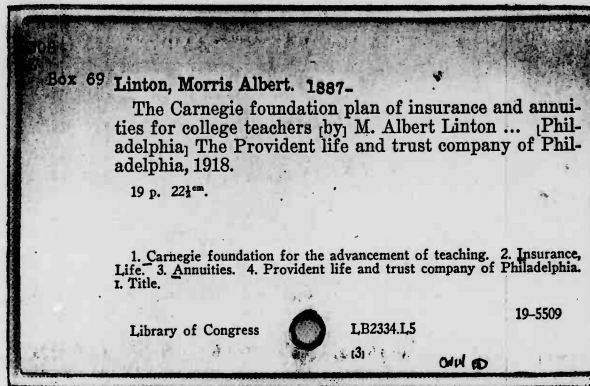 308
Box 69 Linton, Morris Albert. 1887-
The Carnegie foundation plan of insurance and annui-
ties for college teachers [by] M. Albert Linton ... [Phil-
adelphia] The Provident life and trust company of Phil-
adelphia, 1918.
19 p. 22½ cm.
1. Carnegie foundation for the advancement of teaching. 2. Insurance,
Life. 3. Annuities. 4. Provident life and trust company of Philadelphia.
I. Title.
19-5509
Library of Congress LB2334.L5
[3]